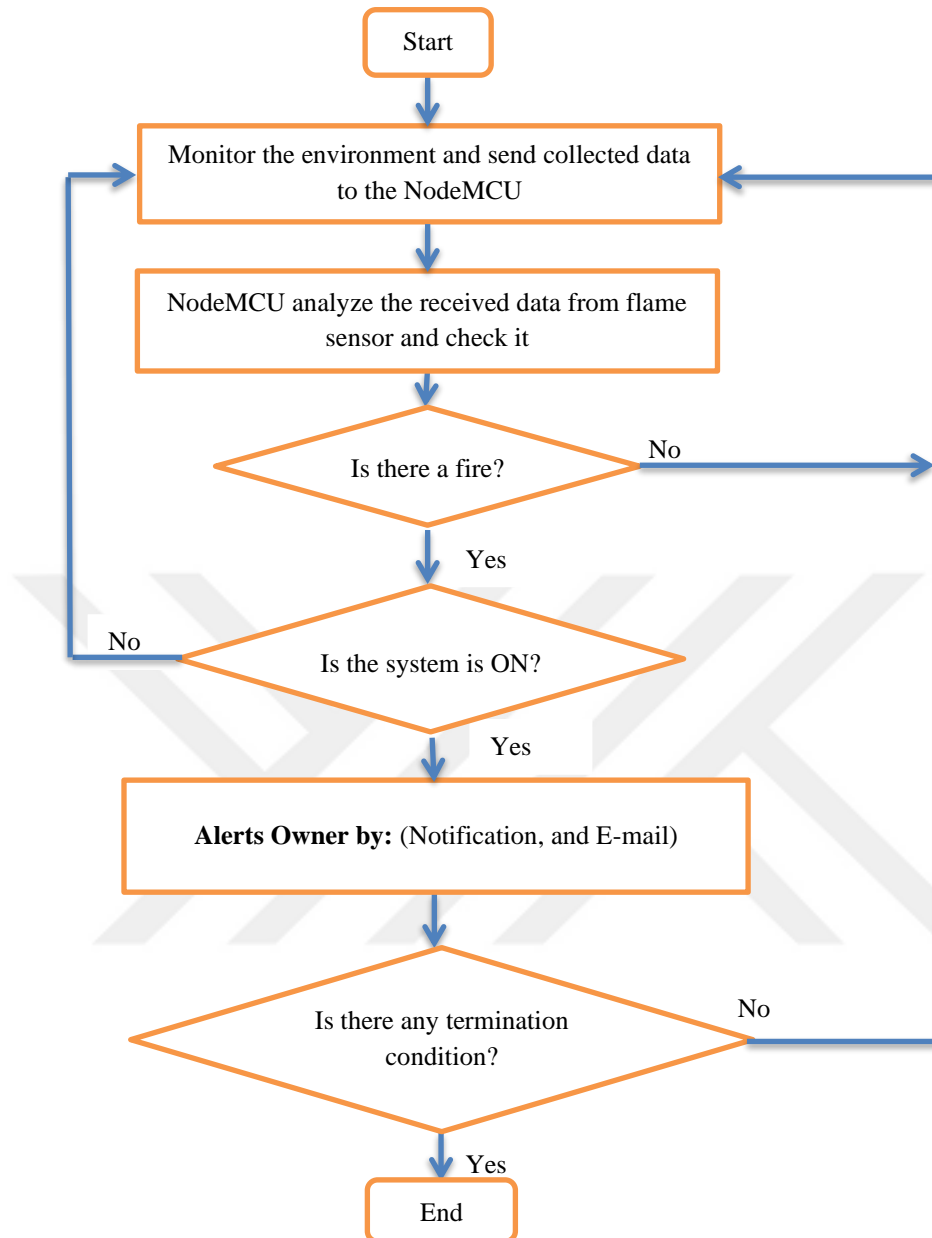 Start
Monitor the environment and send collected data
to the NodeMCU
NodeMCU analyze the received data from flame
sensor and check it
Is there a fire?
No
Yes
No
Is the system is ON?
Yes
Alerts Owner by: (Notification, and E-mail)
Is there any termination
condition?
No
Yes
End